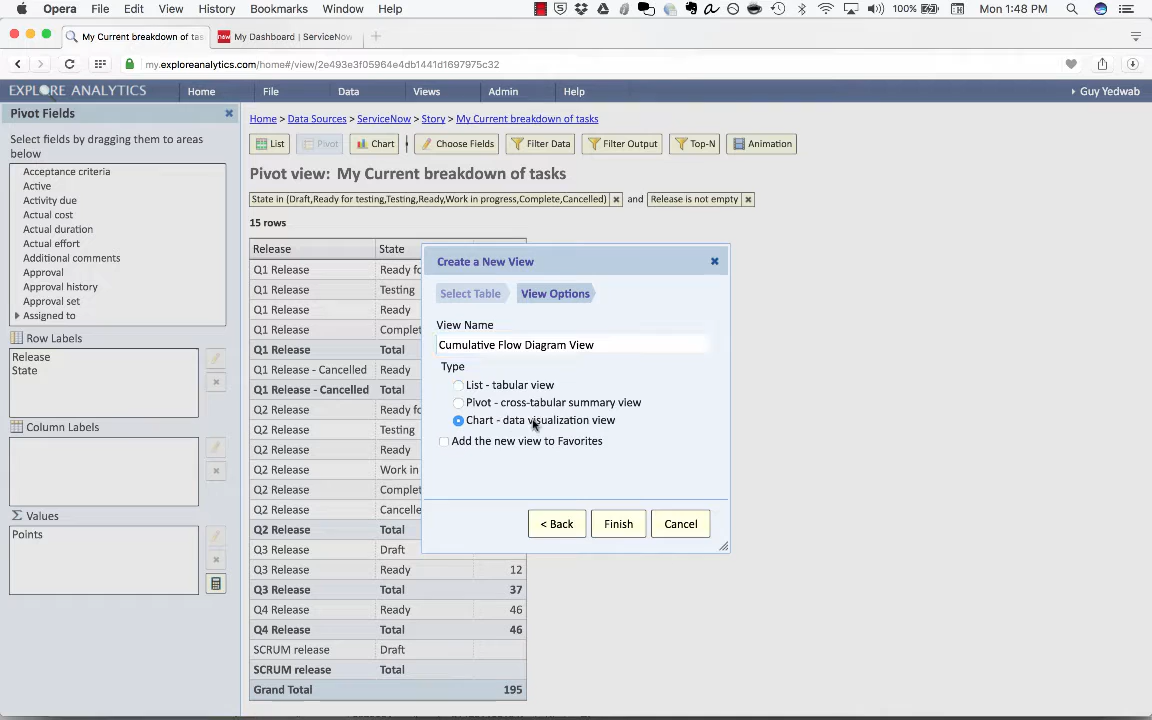 Opera File Edit View History Bookmarks Window Help 100% Mon 1:48 PM
My Current breakdown of tas
My Dashboard | ServiceNow
my.exploreanalytics.com/home#/view/2e493e3f05964e4db1441d1697975c32
EXPLORE ANALYTICS Home File Data Views Admin Help Guy Yedwab
Pivot Fields
Select fields by dragging them to areas
below
Acceptance criteria
Active
Activity due
Actual cost
Actual duration
Actual effort
Additional comments
Approval
Approval history
Approval set
Assigned to
Row Labels
Release
State
Column Labels
Σ Values
Points
Home > Data Sources > ServiceNow > Story > My Current breakdown of tasks
List Pivot Chart Choose Fields Filter Data Filter Output Top-N Animation
Pivot view: My Current breakdown of tasks
State in (Draft,Ready for testing,Testing,Ready,Work in progress,Complete,Cancelled) and Release is not empty
15 rows
Release State
Q1 Release Ready fo
Q1 Release Testing
Q1 Release Ready
Q1 Release Complet
Q1 Release Total
Q1 Release - Cancelled Ready
Q1 Release - Cancelled Total
Q2 Release Ready fo
Q2 Release Testing
Q2 Release Ready
Q2 Release Work in
Q2 Release Complet
Q2 Release Cancelle
Q2 Release Total
Q3 Release Draft
Q3 Release Ready 12
Q3 Release Total 37
Q4 Release Ready 46
Q4 Release Total 46
SCRUM release Draft
SCRUM release Total
Grand Total 195
Create a New View
Select Table View Options
View Name
Cumulative Flow Diagram View
Type
List - tabular view
Pivot - cross-tabular summary view
Chart - data visualization view
Add the new view to Favorites
< Back Finish Cancel